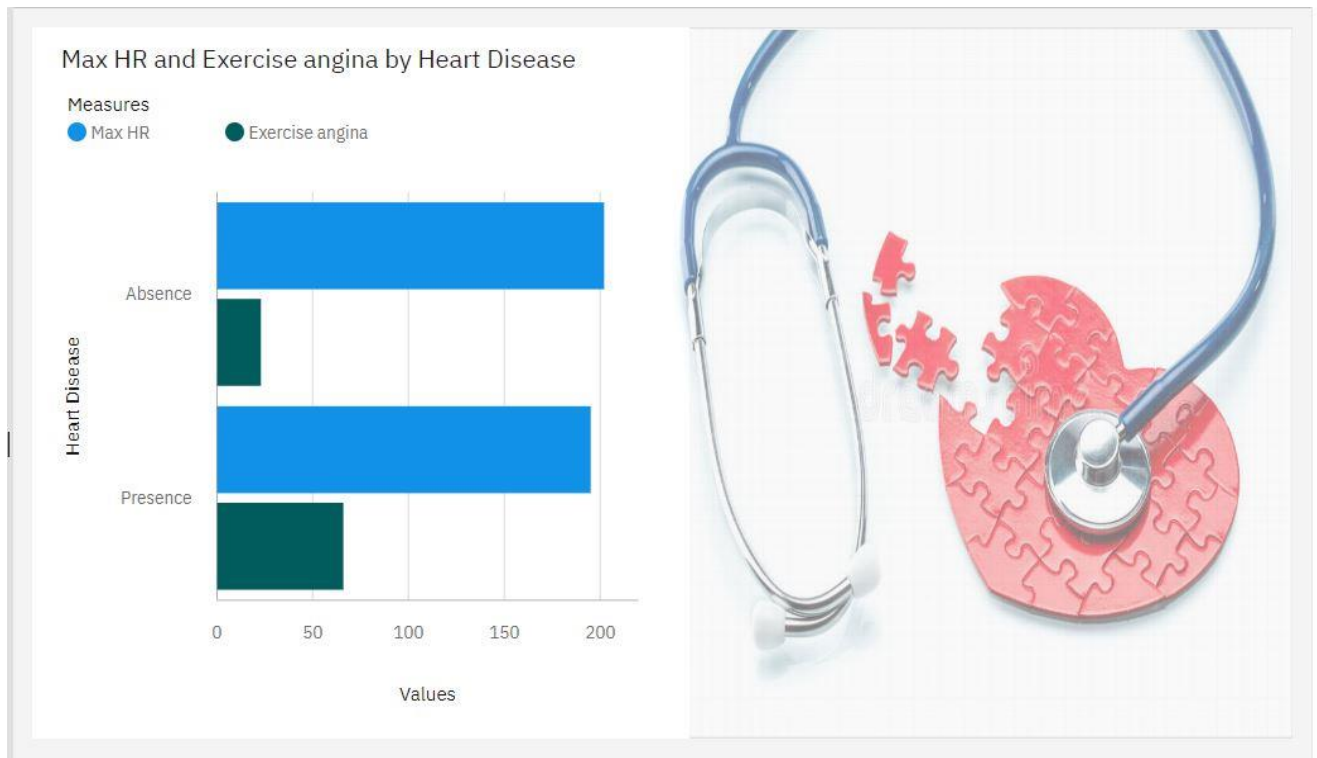 Max HR and Exercise angina by Heart Disease
Measures
Max HR
Exercise angina
Heart Disease
Absence
Presence
0 50 100 150 200
Values